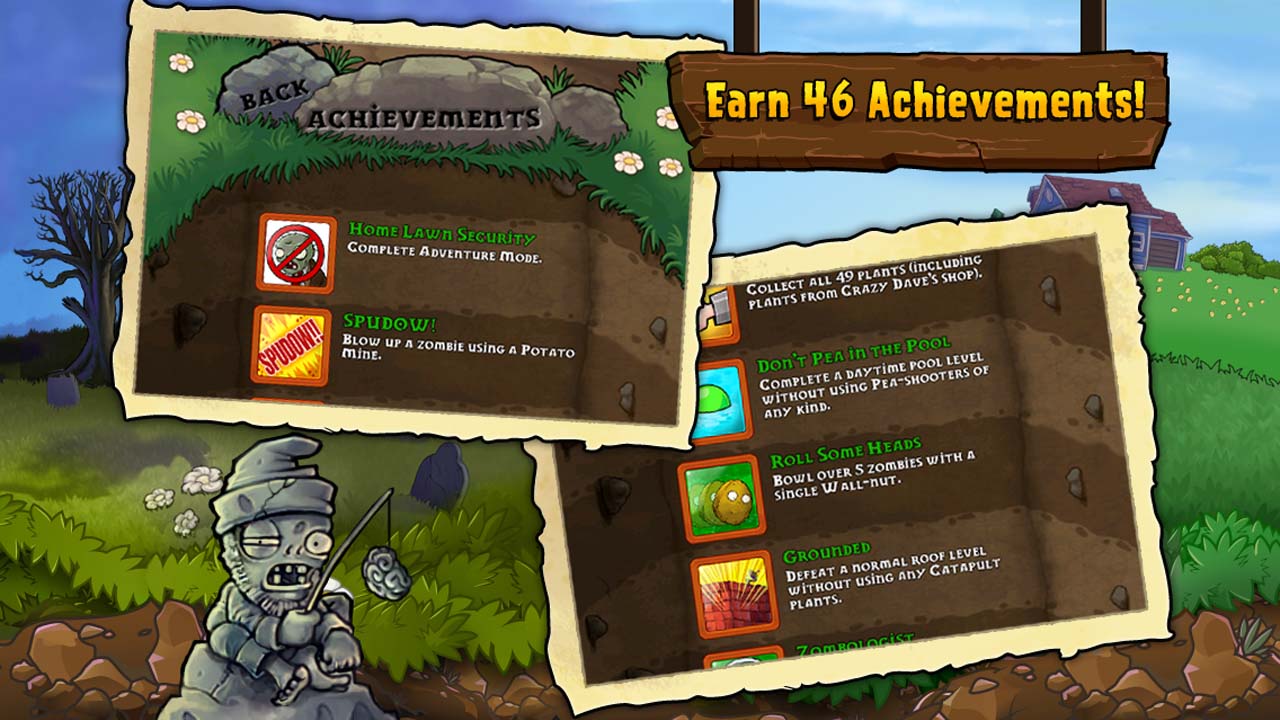 BACK
ACHIEVEMENTS
Earn 46 Achievements!
HOME LAWN SECURITY
COMPLETE ADVENTURE MODE.
SPUDOW!
BLOW UP A ZOMBIE USING A POTATO
MINE.
SPUDOW!!
COLLECT ALL 49 PLANTS (INCLUDING
PLANTS FROM CRAZY DAVE'S SHOP).
DON'T PEA IN THE POOL
COMPLETE A DAYTIME POOL LEVEL
WITHOUT USING PEA-SHOOTERS OF
ANY KIND.
ROLL SOME HEADS
BOWL OVER 5 ZOMBIES WITH A
SINGLE WALL-NUT.
GROUNDED
DEFEAT A NORMAL ROOF LEVEL
WITHOUT USING ANY CATAPULT
PLANTS.
ZOMBOLOGIST